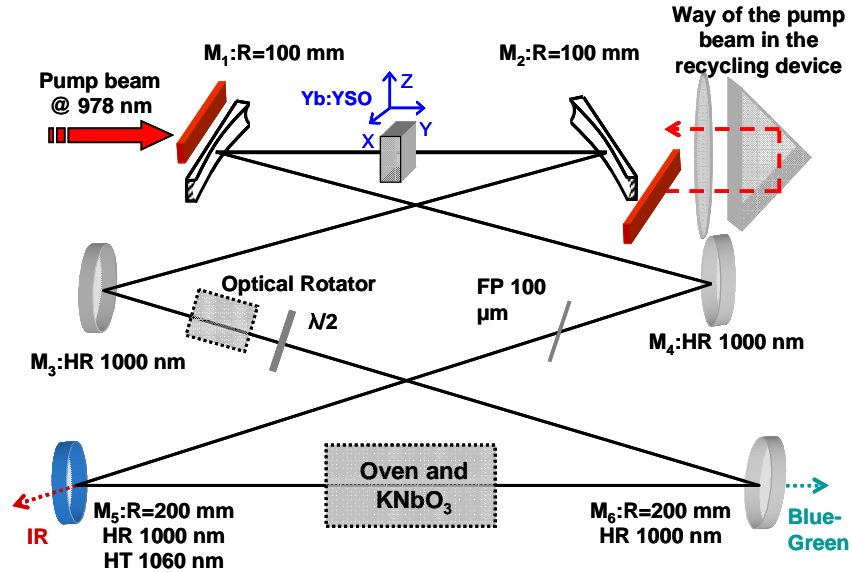 Way of the pump
beam in the
recycling device
M₁:R=100 mm
M₂:R=100 mm
Pump beam
@ 978 nm
Yb:YSO
Z
X
Y
Optical Rotator
λ/2
FP 100
µm
M₃:HR 1000 nm
M₄:HR 1000 nm
Oven and
KNbO₃
IR
M₅:R=200 mm
HR 1000 nm
HT 1060 nm
M₆:R=200 mm
HR 1000 nm
Blue-
Green